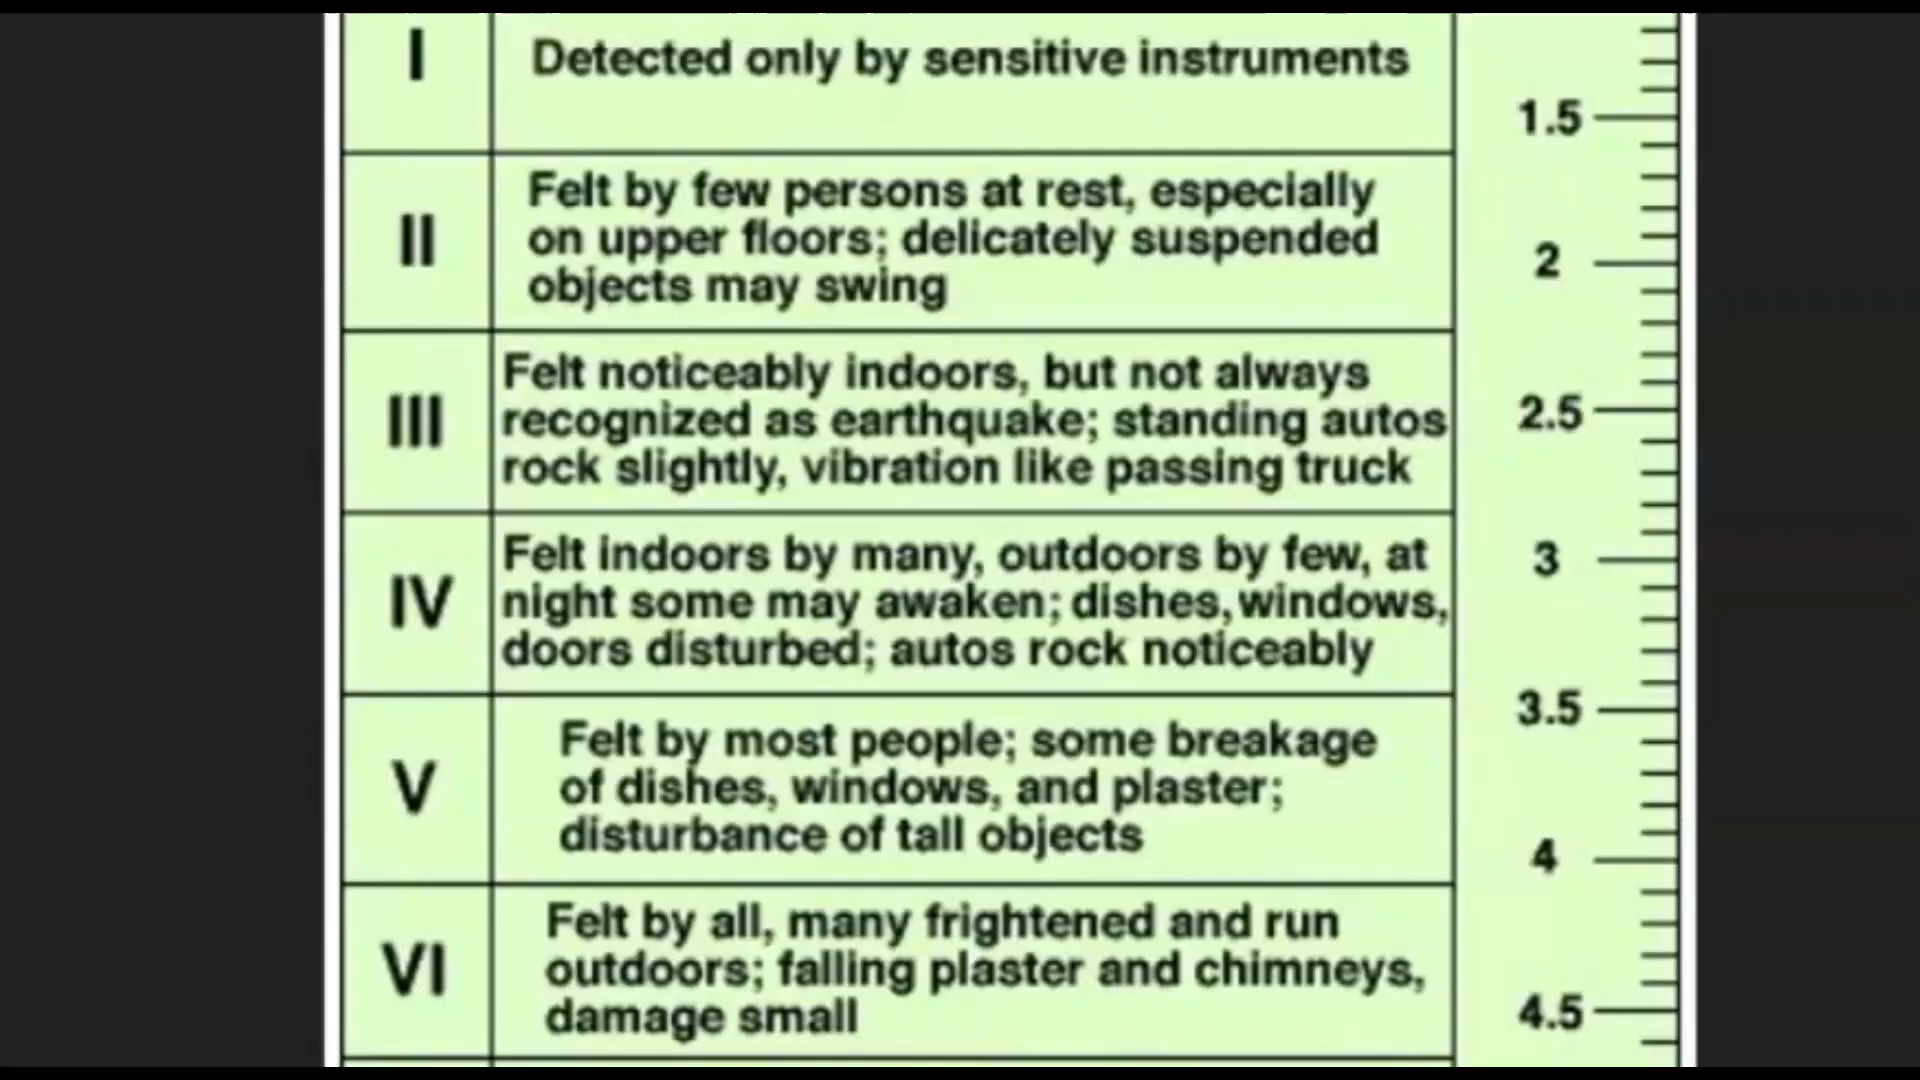 I
Detected only by sensitive instruments
1.5
II
Felt by few persons at rest, especially
on upper floors; delicately suspended
objects may swing
2
III
Felt noticeably indoors, but not always
recognized as earthquake; standing autos
rock slightly, vibration like passing truck
2.5
IV
Felt indoors by many, outdoors by few, at
night some may awaken; dishes, windows,
doors disturbed; autos rock noticeably
3
3.5
V
Felt by most people; some breakage
of dishes, windows, and plaster;
disturbance of tall objects
4
VI
Felt by all, many frightened and run
outdoors; falling plaster and chimneys,
damage small
4.5